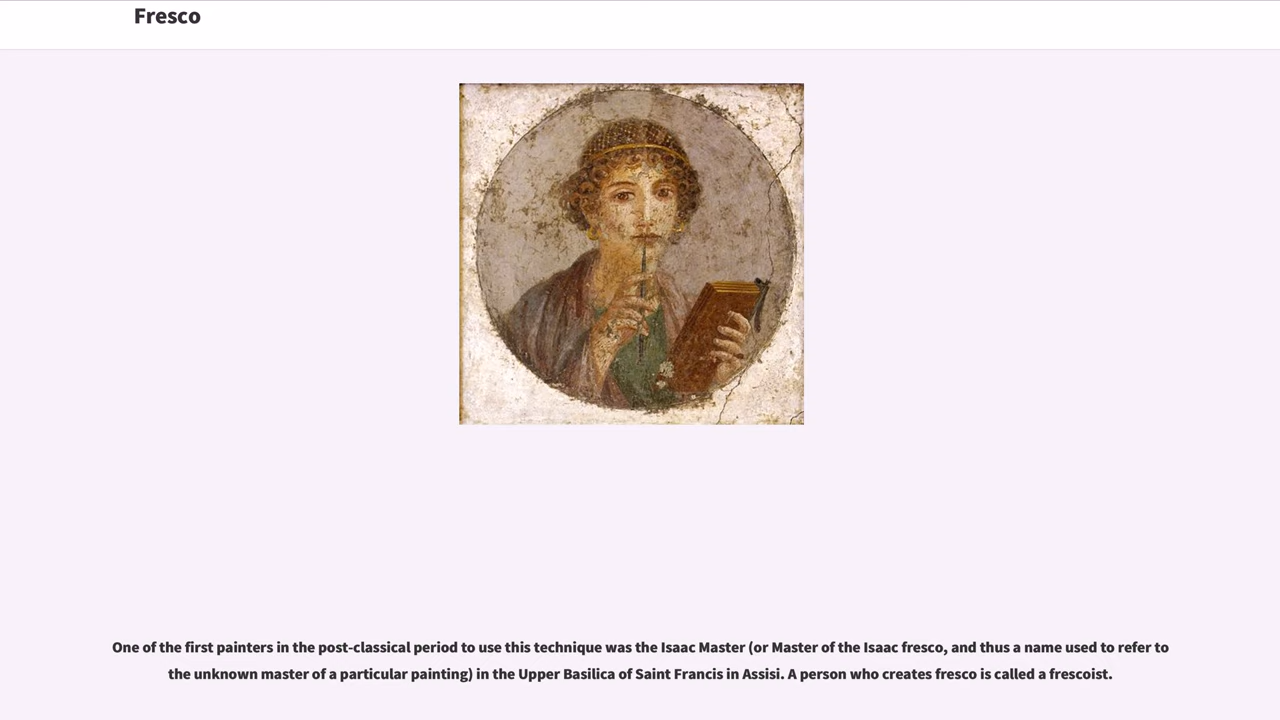 Fresco
One of the first painters in the post-classical period to use this technique was the Isaac Master (or Master of the Isaac fresco, and thus a name used to refer to
the unknown master of a particular painting) in the Upper Basilica of Saint Francis in Assisi. A person who creates fresco is called a frescoist.